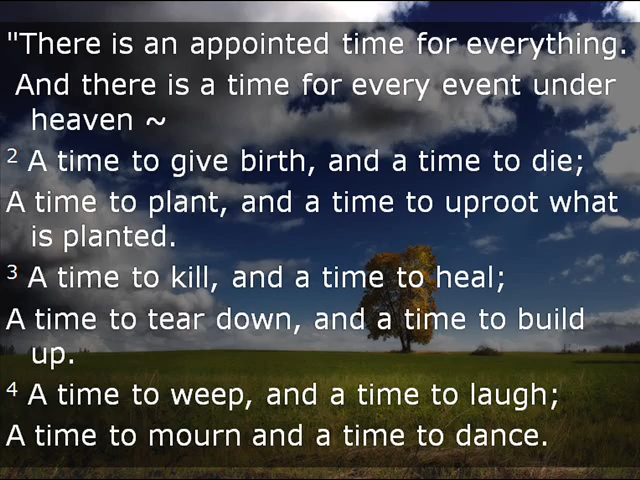 "There is an appointed time for everything.
And there is a time for every event under
heaven ~
2 A time to give birth, and a time to die;
A time to plant, and a time to uproot what
is planted.
3 A time to kill, and a time to heal;
A time to tear down, and a time to build
up.
4 A time to weep, and a time to laugh;
A time to mourn and a time to dance.